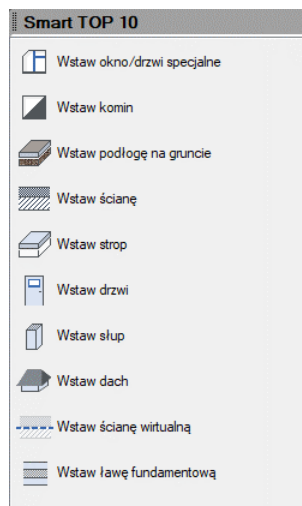 Smart TOP 10
Wstaw okno/drzwi specjalne
Wstaw komin
Wstaw podłogę na gruncie
Wstaw ścianę
Wstaw strop
Wstaw drzwi
Wstaw słup
Wstaw dach
Wstaw ścianę wirtualną
Wstaw ławę fundamentową